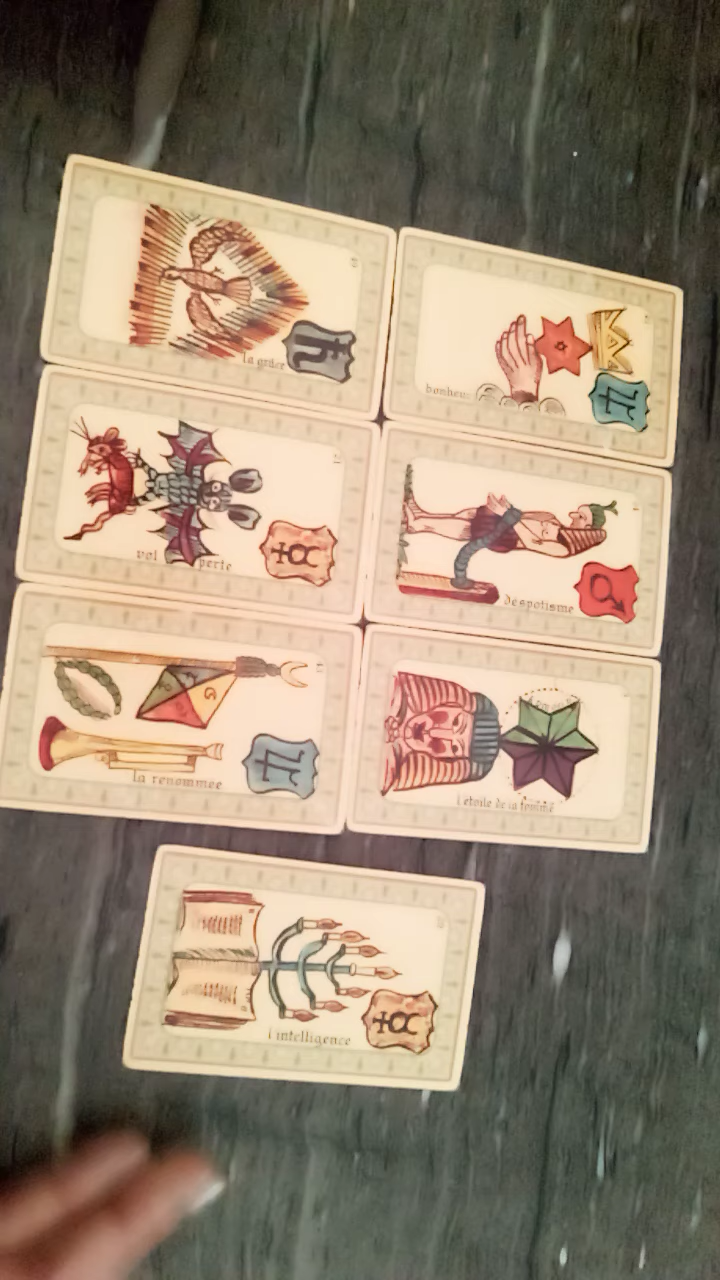 la grâce
bonheur
vol perte
despotisme
la renommée
l'étoile de la femme
l'intelligence